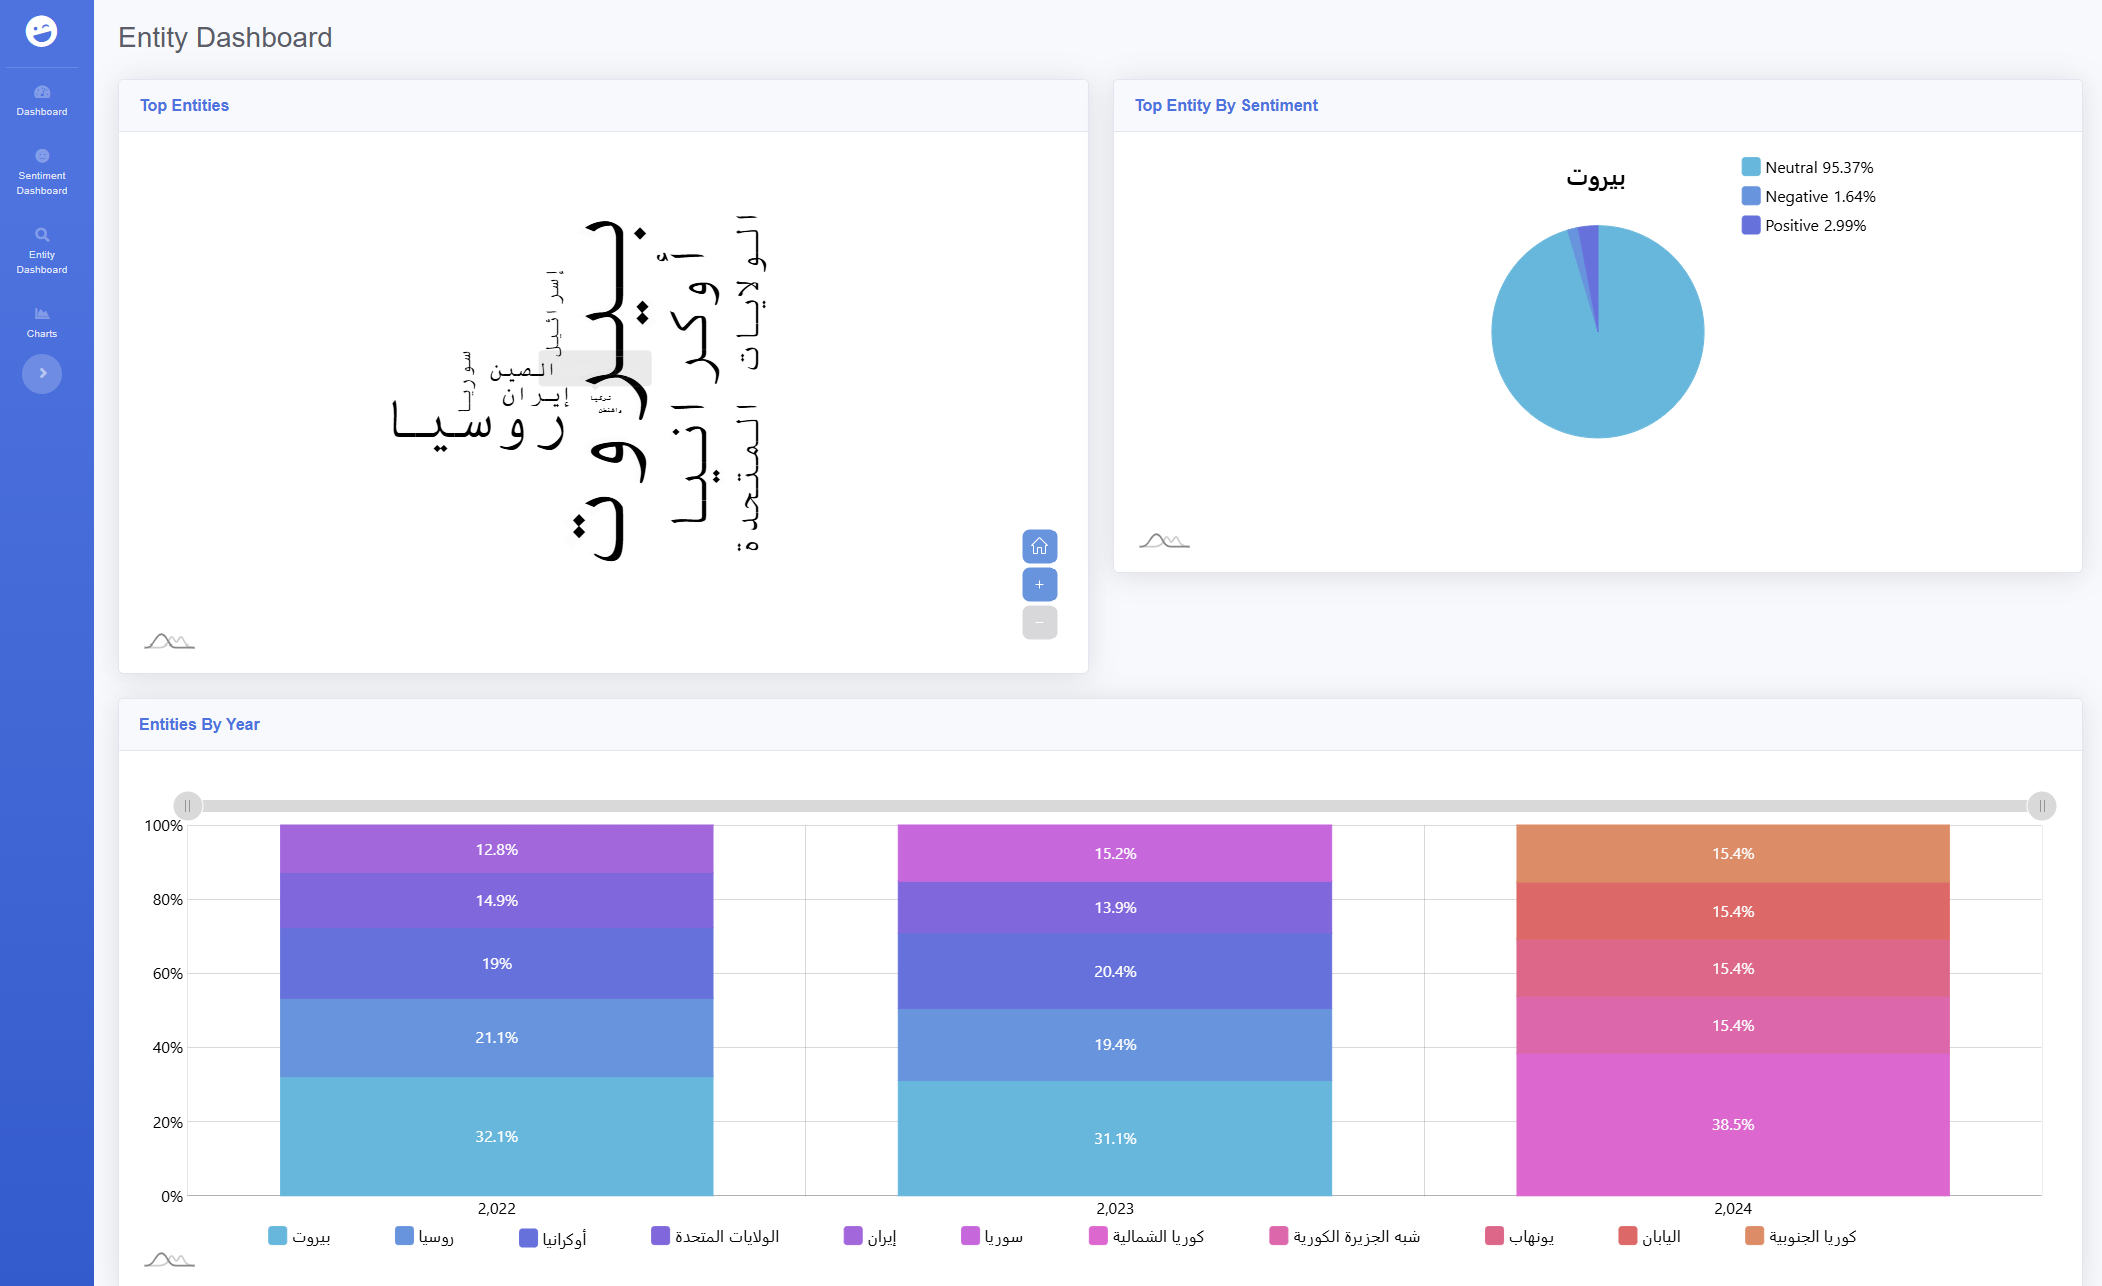 Entity Dashboard
Dashboard
Sentiment
Dashboard
Entity
Dashboard
Charts
Top Entities
بيروت
أوكرانيا
الولايات المتحدة
إسرائيل
سوريا
الصين
إيران
روسيا
تركيا
واشنطن
+
−
Top Entity By Sentiment
بيروت
Neutral 95.37%
Negative 1.64%
Positive 2.99%
Entities By Year
100%
80%
60%
40%
20%
0%
12.8%
14.9%
19%
21.1%
32.1%
15.2%
13.9%
20.4%
19.4%
31.1%
15.4%
15.4%
15.4%
15.4%
38.5%
2,022
2,023
2,024
بيروت
روسيا
أوكرانيا
الولايات المتحدة
إيران
سوريا
كوريا الشمالية
شبه الجزيرة الكورية
يونهاب
اليابان
كوريا الجنوبية